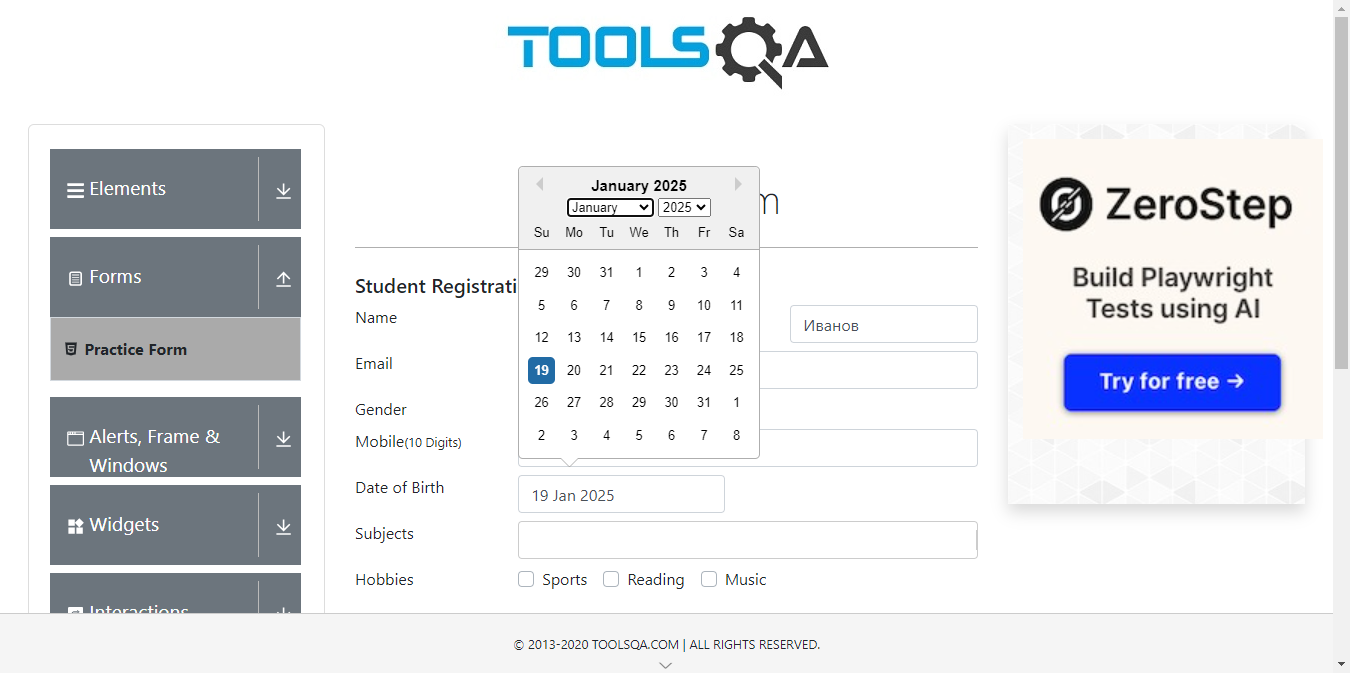 TOOLSQA
Elements
Forms
Practice Form
Alerts, Frame &
Windows
Widgets
Interactions
m
Student Registrati
Name
Иванов
Email
Gender
Mobile(10 Digits)
Date of Birth
19 Jan 2025
Subjects
Hobbies
Sports Reading Music
January 2025
January 2025
Su Mo Tu We Th Fr Sa
29 30 31 1 2 3 4
5 6 7 8 9 10 11
12 13 14 15 16 17 18
19 20 21 22 23 24 25
26 27 28 29 30 31 1
2 3 4 5 6 7 8
ZeroStep
Build Playwright
Tests using AI
Try for free →
© 2013-2020 TOOLSQA.COM | ALL RIGHTS RESERVED.